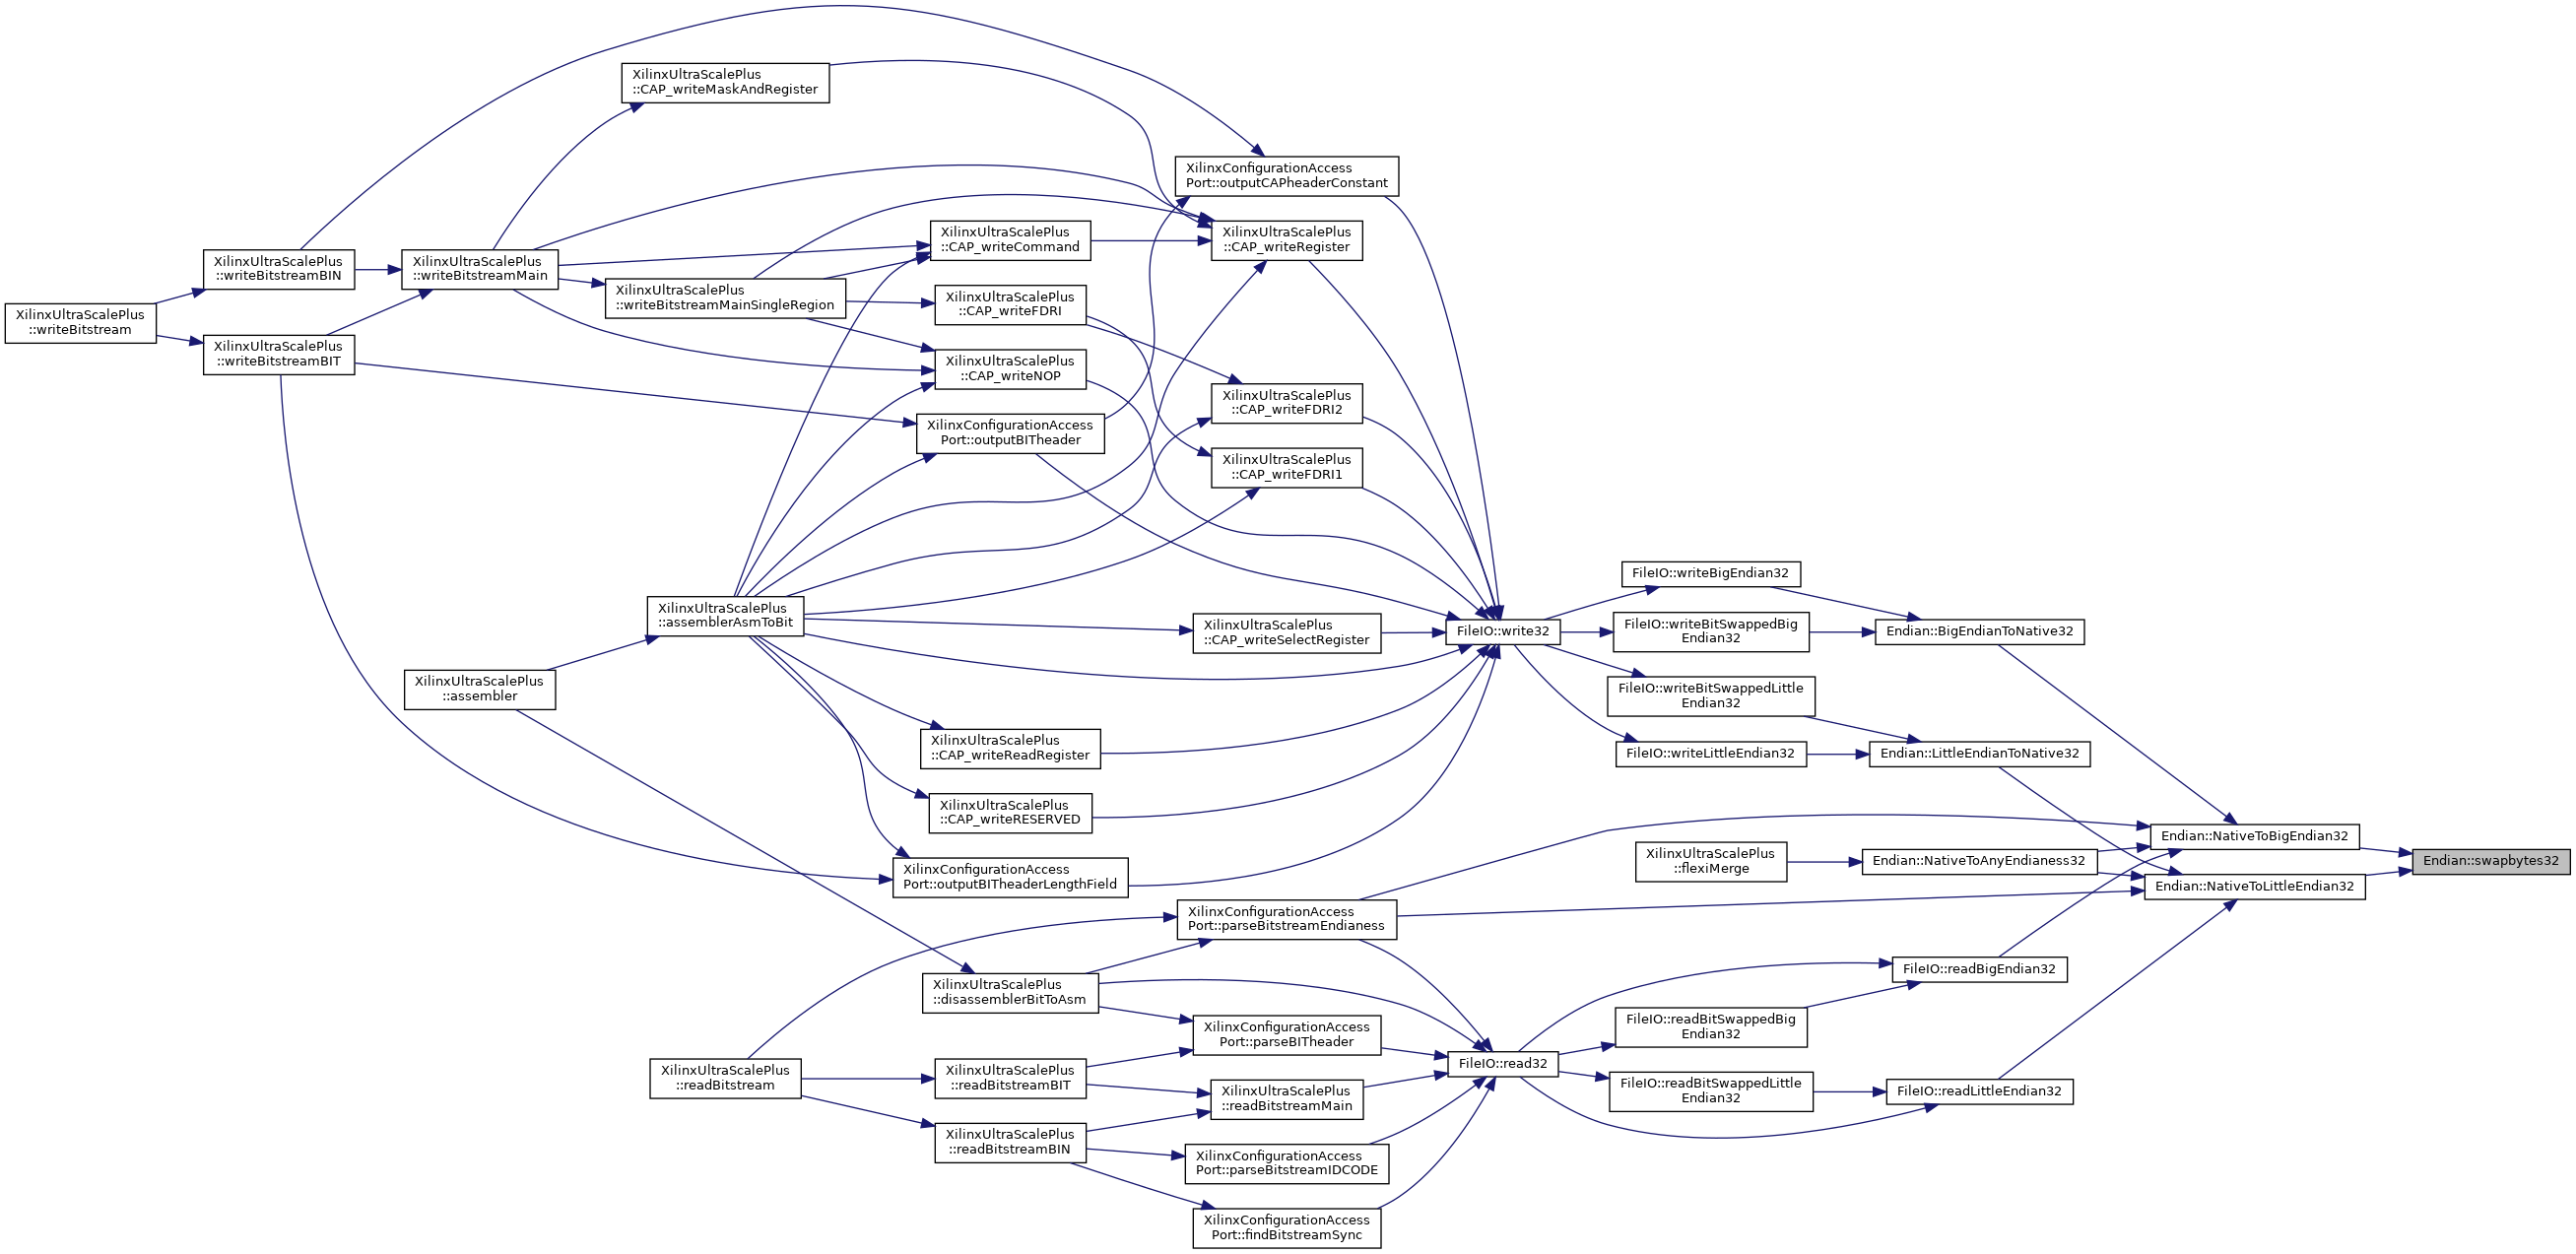 XilinxUltraScalePlus
::CAP_writeMaskAndRegister
XilinxConfigurationAccess
Port::outputCAPheaderConstant
XilinxUltraScalePlus
::CAP_writeCommand
XilinxUltraScalePlus
::CAP_writeRegister
XilinxUltraScalePlus
::writeBitstreamBIN
XilinxUltraScalePlus
::writeBitstreamMain
XilinxUltraScalePlus
::writeBitstreamMainSingleRegion
XilinxUltraScalePlus
::CAP_writeFDRI
XilinxUltraScalePlus
::writeBitstream
XilinxUltraScalePlus
::writeBitstreamBIT
XilinxUltraScalePlus
::CAP_writeNOP
XilinxUltraScalePlus
::CAP_writeFDRI2
XilinxConfigurationAccess
Port::outputBITheader
XilinxUltraScalePlus
::CAP_writeFDRI1
FileIO::writeBigEndian32
XilinxUltraScalePlus
::assemblerAsmToBit
XilinxUltraScalePlus
::CAP_writeSelectRegister
FileIO::write32
FileIO::writeBitSwappedBig
Endian32
Endian::BigEndianToNative32
XilinxUltraScalePlus
::assembler
FileIO::writeBitSwappedLittle
Endian32
XilinxUltraScalePlus
::CAP_writeReadRegister
FileIO::writeLittleEndian32
Endian::LittleEndianToNative32
XilinxUltraScalePlus
::CAP_writeRESERVED
Endian::NativeToBigEndian32
XilinxUltraScalePlus
::flexiMerge
Endian::NativeToAnyEndianess32
Endian::swapbytes32
XilinxConfigurationAccess
Port::outputBITheaderLengthField
Endian::NativeToLittleEndian32
XilinxConfigurationAccess
Port::parseBitstreamEndianess
XilinxUltraScalePlus
::disassemblerBitToAsm
FileIO::readBigEndian32
XilinxConfigurationAccess
Port::parseBITheader
FileIO::readBitSwappedBig
Endian32
XilinxUltraScalePlus
::readBitstream
XilinxUltraScalePlus
::readBitstreamBIT
FileIO::read32
XilinxUltraScalePlus
::readBitstreamMain
FileIO::readBitSwappedLittle
Endian32
FileIO::readLittleEndian32
XilinxUltraScalePlus
::readBitstreamBIN
XilinxConfigurationAccess
Port::parseBitstreamIDCODE
XilinxConfigurationAccess
Port::findBitstreamSync